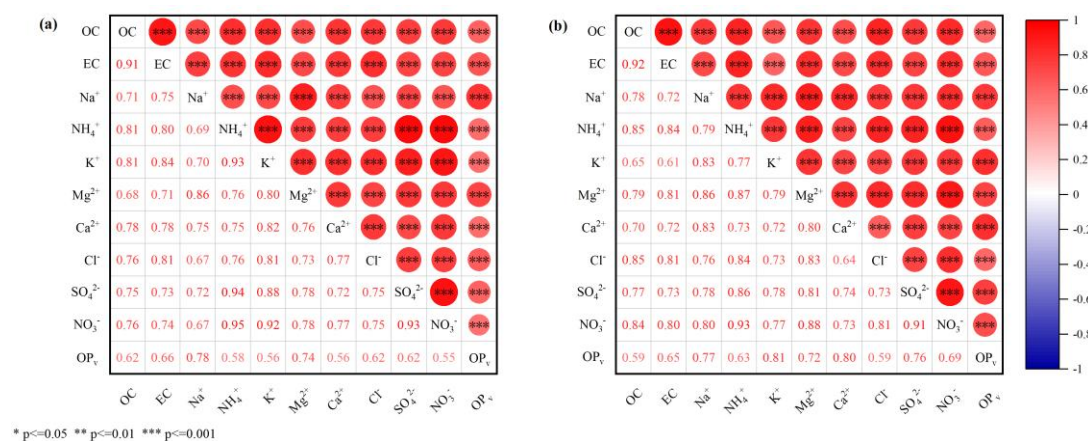 (a)
OC OC *** *** *** *** *** *** *** *** *** ***
EC 0.91 EC *** *** *** *** *** *** *** *** ***
Na⁺ 0.71 0.75 Na⁺ *** *** *** *** *** *** *** ***
NH₄⁺ 0.81 0.80 0.69 NH₄⁺ *** *** *** *** *** *** ***
K⁺ 0.81 0.84 0.70 0.93 K⁺ *** *** *** *** *** ***
Mg²⁺ 0.68 0.71 0.86 0.76 0.80 Mg²⁺ *** *** *** *** ***
Ca²⁺ 0.78 0.78 0.75 0.75 0.82 0.76 Ca²⁺ *** *** *** ***
Cl⁻ 0.76 0.81 0.67 0.76 0.81 0.73 0.77 Cl⁻ *** *** ***
SO₄²⁻ 0.75 0.73 0.72 0.94 0.88 0.78 0.72 0.75 SO₄²⁻ *** ***
NO₃⁻ 0.76 0.74 0.67 0.95 0.92 0.78 0.77 0.75 0.93 NO₃⁻ ***
OPᵥ 0.62 0.66 0.78 0.58 0.56 0.74 0.56 0.62 0.62 0.55 OPᵥ
OC EC Na⁺ NH₄ K⁺ Mg²⁺ Ca²⁺ Cl⁻ SO₄²⁻ NO₃⁻ OPᵥ
(b)
OC OC *** *** *** *** *** *** *** *** *** ***
EC 0.92 EC *** *** *** *** *** *** *** *** ***
Na⁺ 0.78 0.72 Na⁺ *** *** *** *** *** *** *** ***
NH₄⁺ 0.85 0.84 0.79 NH₄⁺ *** *** *** *** *** *** ***
K⁺ 0.65 0.61 0.83 0.77 K⁺ *** *** *** *** *** ***
Mg²⁺ 0.79 0.81 0.86 0.87 0.79 Mg²⁺ *** *** *** *** ***
Ca²⁺ 0.70 0.72 0.83 0.73 0.72 0.80 Ca²⁺ *** *** *** ***
Cl⁻ 0.85 0.81 0.76 0.84 0.73 0.83 0.64 Cl⁻ *** *** ***
SO₄²⁻ 0.77 0.73 0.78 0.86 0.78 0.81 0.74 0.73 SO₄²⁻ *** ***
NO₃⁻ 0.84 0.80 0.80 0.93 0.77 0.88 0.73 0.81 0.91 NO₃⁻ ***
OPᵥ 0.59 0.65 0.77 0.63 0.81 0.72 0.80 0.59 0.76 0.69 OPᵥ
OC EC Na⁺ NH₄⁺ K⁺ Mg²⁺ Ca²⁺ Cl⁻ SO₄²⁻ NO₃⁻ OPᵥ
1
0.8
0.6
0.4
0.2
0
-0.2
-0.4
-0.6
-0.8
-1
* p<=0.05 ** p<=0.01 *** p<=0.001